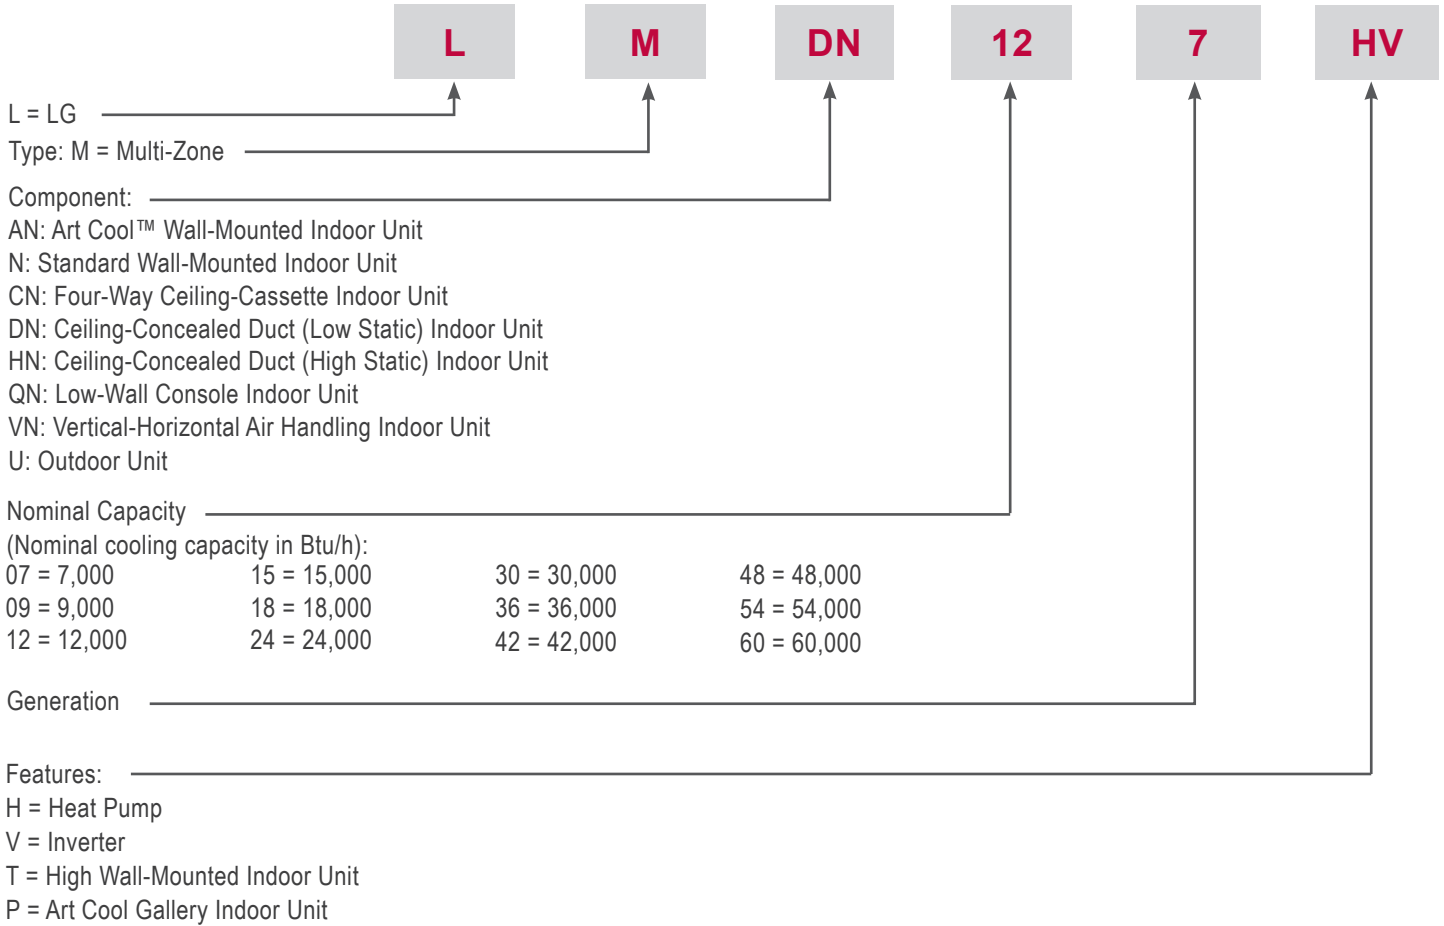 L M DN 12 7 HV
L = LG
Type: M = Multi-Zone
Component:
AN: Art Cool™ Wall-Mounted Indoor Unit
N: Standard Wall-Mounted Indoor Unit
CN: Four-Way Ceiling-Cassette Indoor Unit
DN: Ceiling-Concealed Duct (Low Static) Indoor Unit
HN: Ceiling-Concealed Duct (High Static) Indoor Unit
QN: Low-Wall Console Indoor Unit
VN: Vertical-Horizontal Air Handling Indoor Unit
U: Outdoor Unit
Nominal Capacity
(Nominal cooling capacity in Btu/h):
07 = 7,000 15 = 15,000 30 = 30,000 48 = 48,000
09 = 9,000 18 = 18,000 36 = 36,000 54 = 54,000
12 = 12,000 24 = 24,000 42 = 42,000 60 = 60,000
Generation
Features:
H = Heat Pump
V = Inverter
T = High Wall-Mounted Indoor Unit
P = Art Cool Gallery Indoor Unit